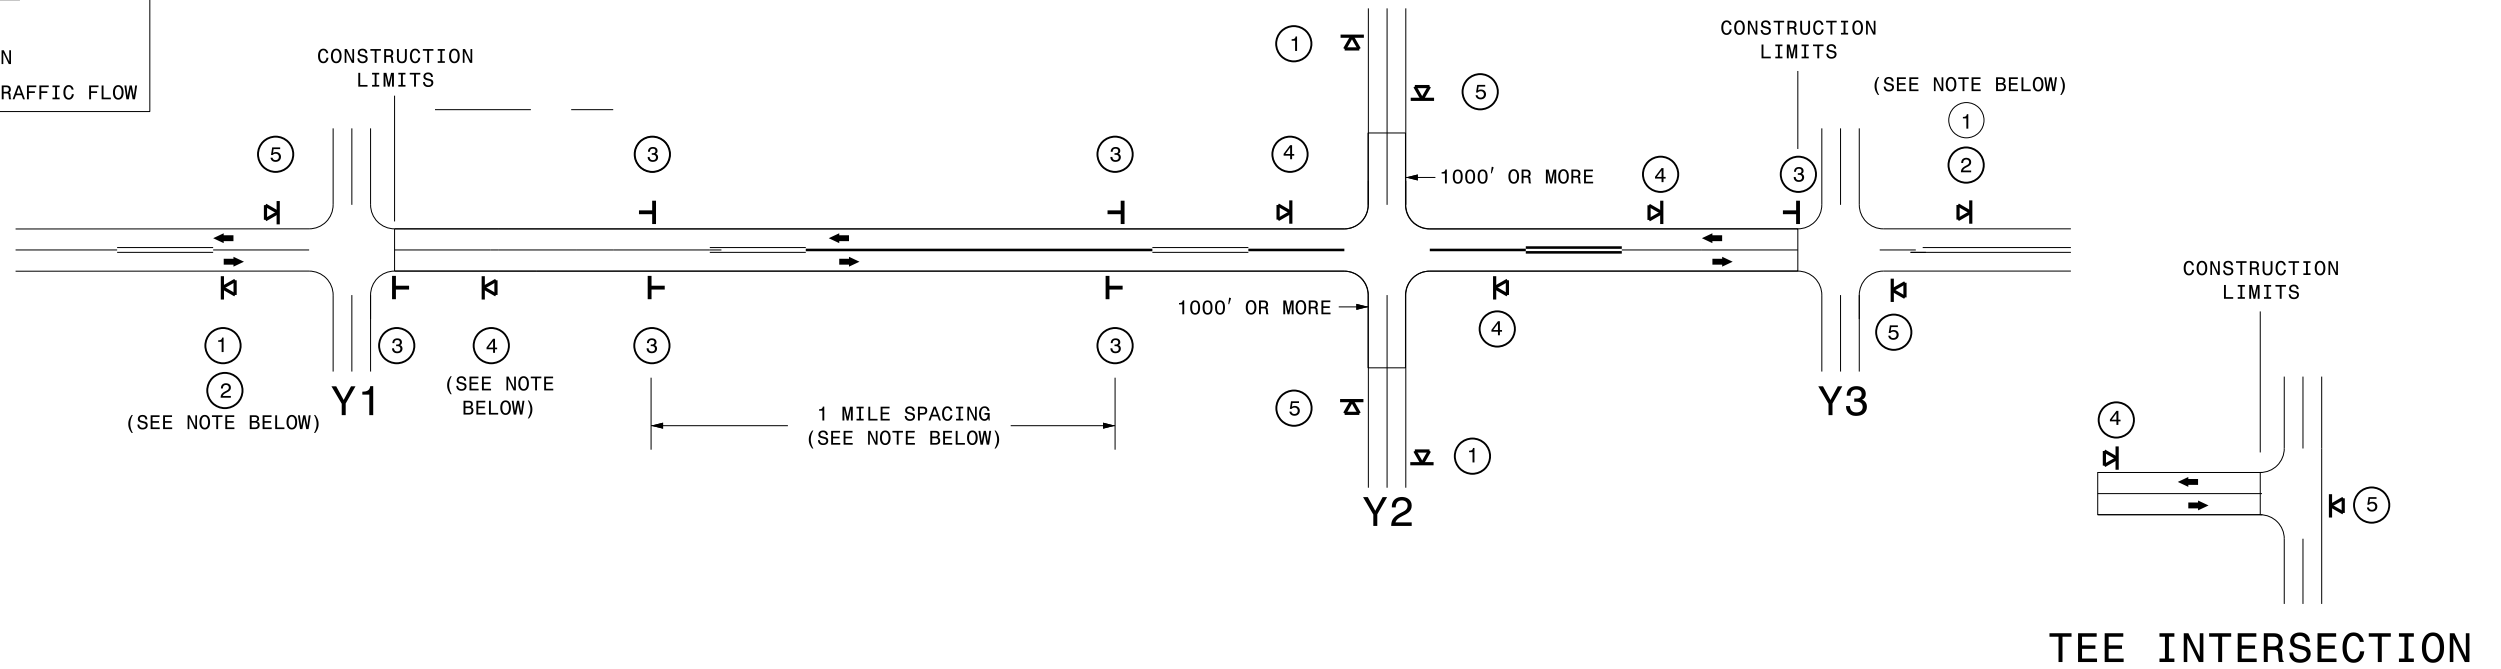 N
RAFFIC FLOW
CONSTRUCTION
LIMITS
5
3
3
4
1
5
1000' OR MORE
4
3
CONSTRUCTION
LIMITS
(SEE NOTE BELOW)
1
2
1
2
(SEE NOTE BELOW)
Y1
3
4
(SEE NOTE
BELOW)
3
3
1 MILE SPACING
(SEE NOTE BELOW)
1000' OR MORE
5
1
Y2
4
5
Y3
CONSTRUCTION
LIMITS
4
5
TEE INTERSECTION